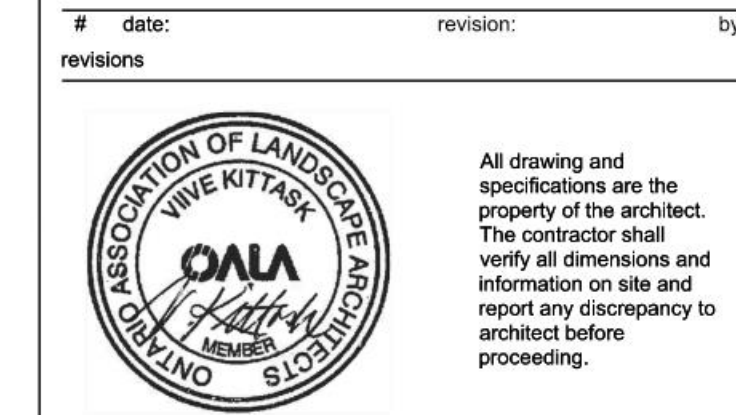 # date: revision: by
revisions
ONTARIO ASSOCIATION OF LANDSCAPE ARCHITECTS
VIIVE KITTASK
OALA
V. Kittask
MEMBER
All drawing and
specifications are the
property of the architect.
The contractor shall
verify all dimensions and
information on site and
report any discrepancy to
architect before
proceeding.